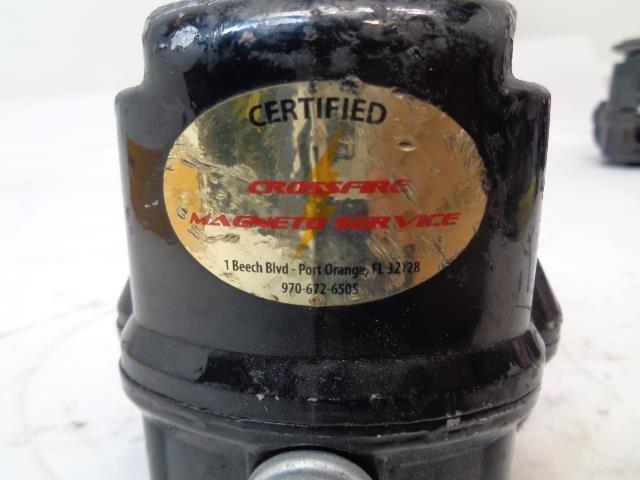 CERTIFIED
CROSSFIRE
MAGNETO SERVICE
1 Beech Blvd - Port Orange, FL 32128
970-672-6505